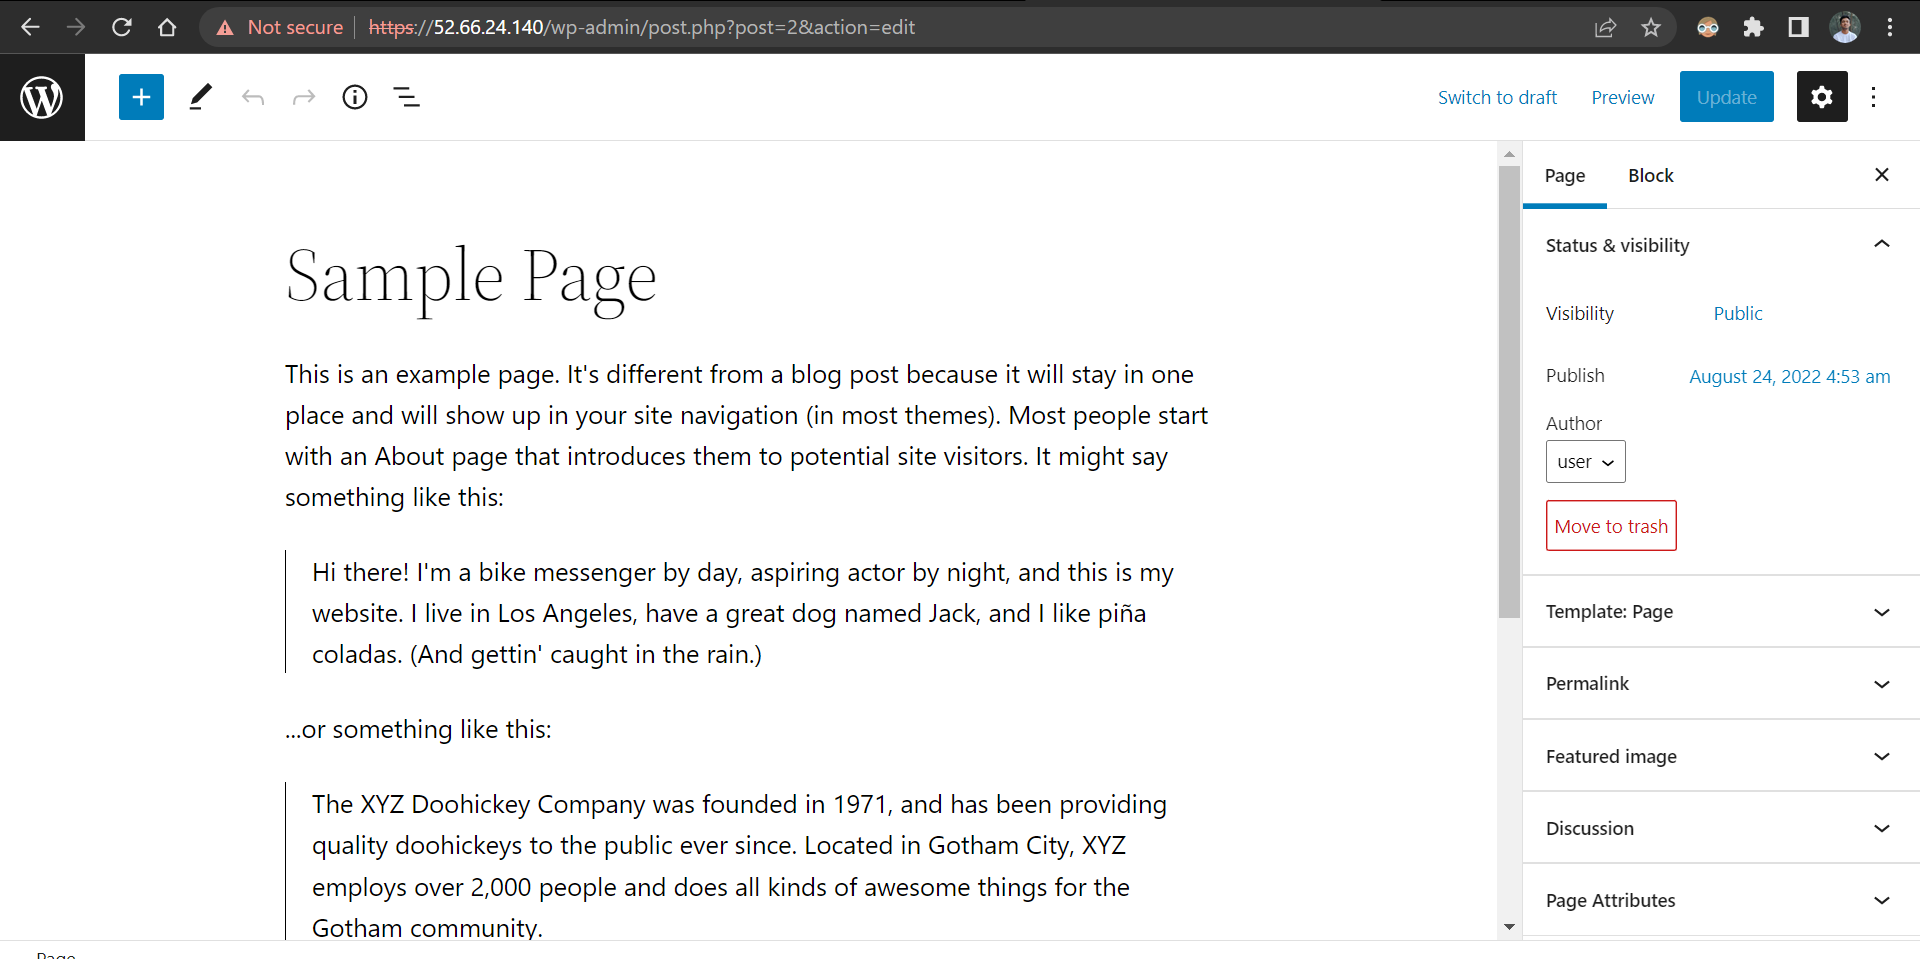 Not secure https://52.66.24.140/wp-admin/post.php?post=2&action=edit
Switch to draft Preview Update
Page Block
Sample Page
This is an example page. It's different from a blog post because it will stay in one
place and will show up in your site navigation (in most themes). Most people start
with an About page that introduces them to potential site visitors. It might say
something like this:
Hi there! I'm a bike messenger by day, aspiring actor by night, and this is my
website. I live in Los Angeles, have a great dog named Jack, and I like piña
coladas. (And gettin' caught in the rain.)
...or something like this:
The XYZ Doohickey Company was founded in 1971, and has been providing
quality doohickeys to the public ever since. Located in Gotham City, XYZ
employs over 2,000 people and does all kinds of awesome things for the
Gotham community.
Status & visibility
Visibility Public
Publish August 24, 2022 4:53 am
Author
user
Move to trash
Template: Page
Permalink
Featured image
Discussion
Page Attributes
Page